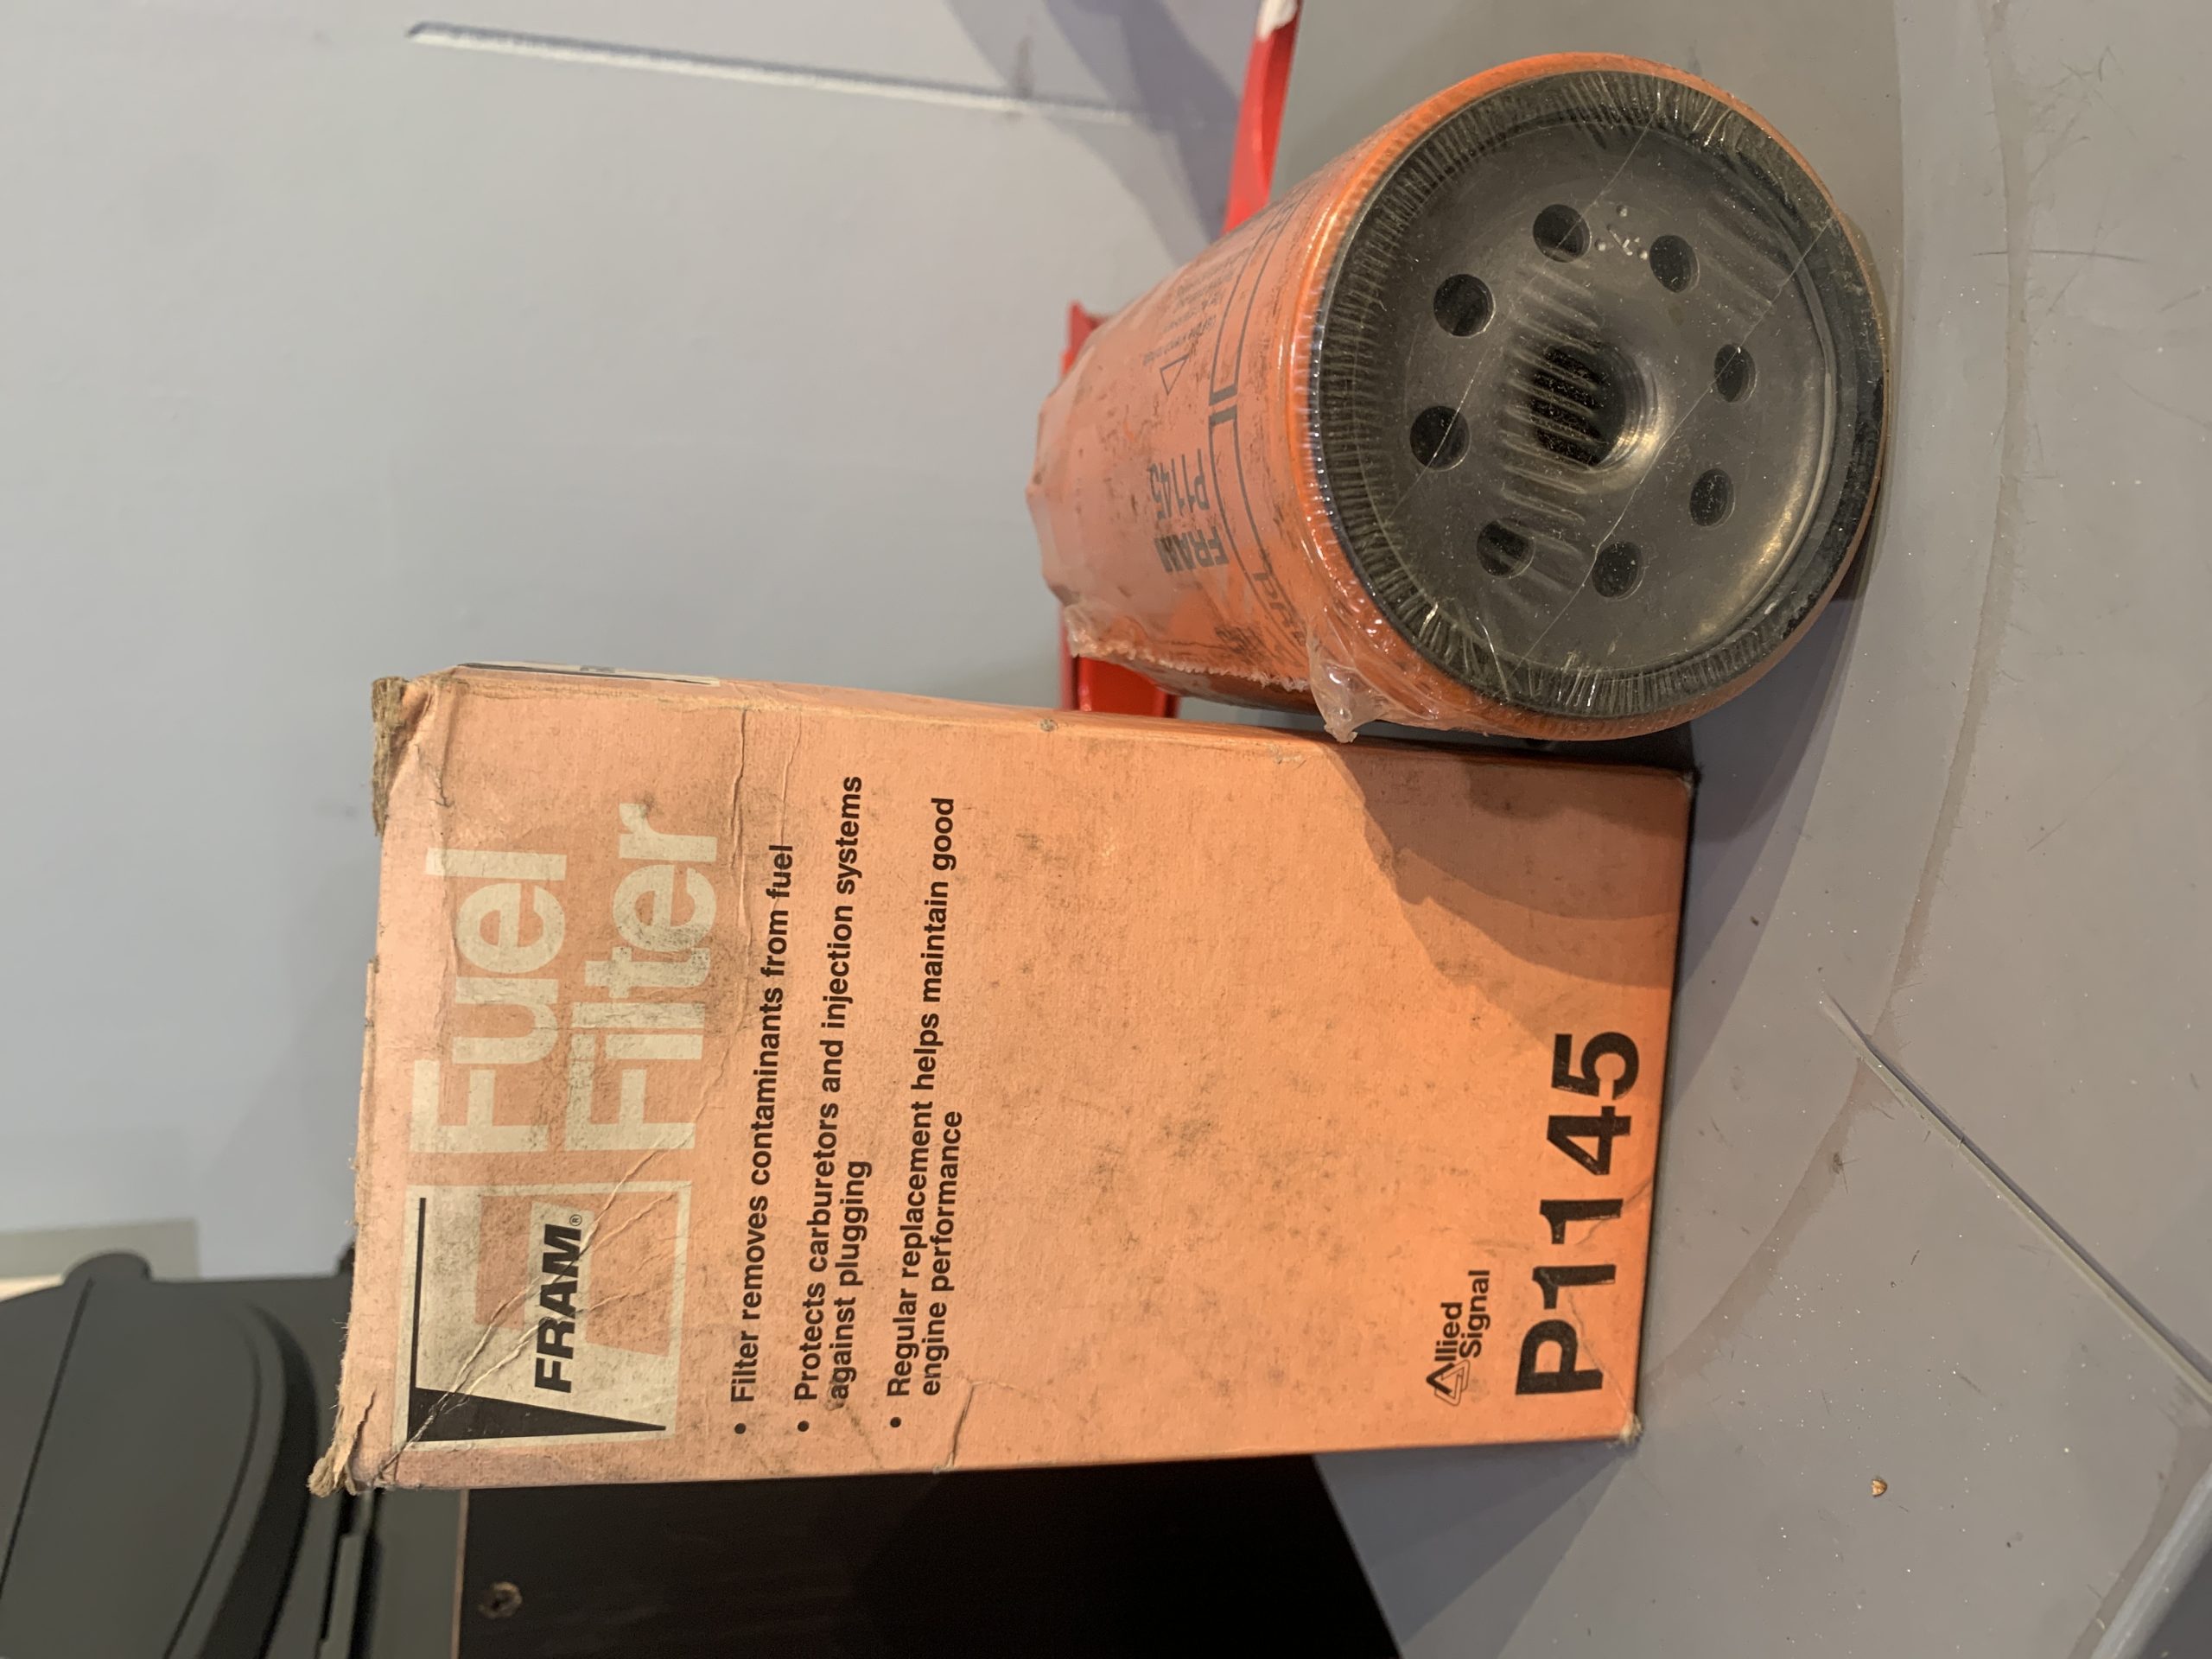 FRAM®
Fuel
Filter
• Filter removes contaminants from fuel
• Protects carburetors and injection systems
against plugging
• Regular replacement helps maintain good
engine performance
Allied
Signal
P1145
FRAM
P1145